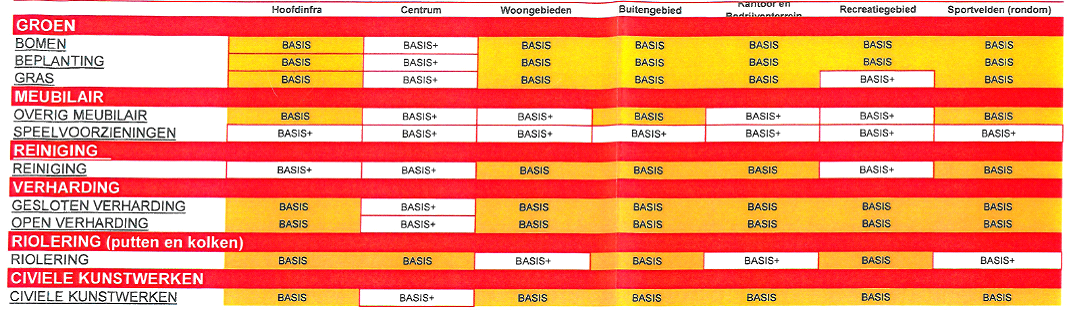 Hoofdinfra Centrum Woongebieden Buitengebied Kantoor en Bedrijventerrein Recreatiegebied Sportvelden (rondom)
GROEN
BOMEN BASIS BASIS+ BASIS BASIS BASIS BASIS BASIS
BEPLANTING BASIS BASIS+ BASIS BASIS BASIS BASIS BASIS
GRAS BASIS BASIS+ BASIS BASIS BASIS BASIS+ BASIS
MEUBILAIR
OVERIG MEUBILAIR BASIS BASIS+ BASIS+ BASIS BASIS+ BASIS+ BASIS
SPEELVOORZIENINGEN BASIS+ BASIS+ BASIS+ BASIS+ BASIS+ BASIS+ BASIS+
REINIGING
REINIGING BASIS+ BASIS+ BASIS BASIS BASIS BASIS+ BASIS
VERHARDING
GESLOTEN VERHARDING BASIS BASIS+ BASIS BASIS BASIS BASIS BASIS
OPEN VERHARDING BASIS BASIS+ BASIS BASIS BASIS BASIS BASIS
RIOLERING (putten en kolken)
RIOLERING BASIS BASIS BASIS+ BASIS BASIS+ BASIS BASIS+
CIVIELE KUNSTWERKEN
CIVIELE KUNSTWERKEN BASIS BASIS+ BASIS BASIS BASIS BASIS BASIS